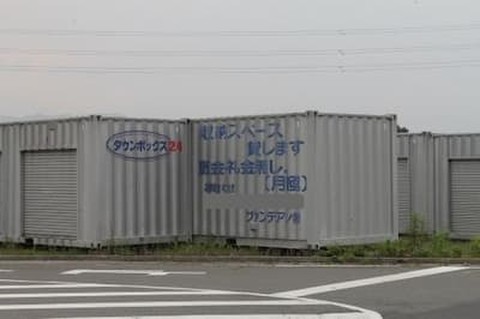 タウンボックス24
収納スペース
貸します
敷金・礼金無し.
[月極]